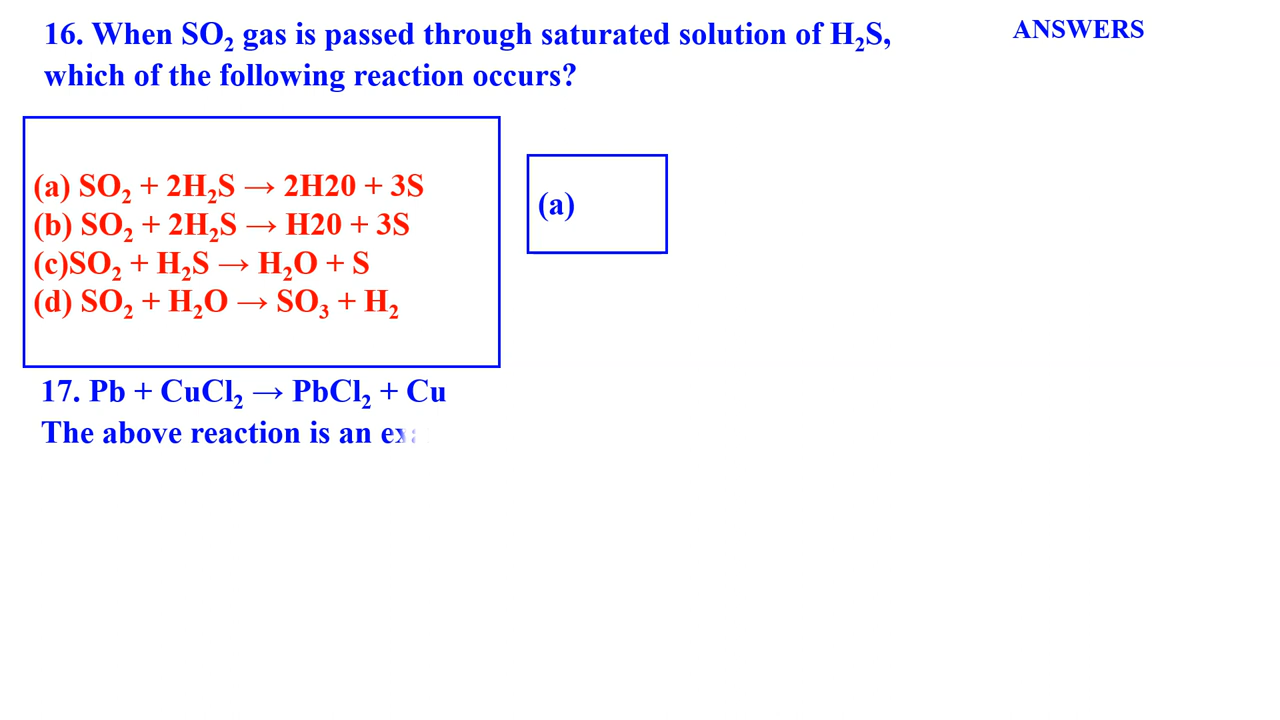 16. When SO₂ gas is passed through saturated solution of H₂S,
which of the following reaction occurs?
ANSWERS
(a) SO₂ + 2H₂S → 2H20 + 3S
(b) SO₂ + 2H₂S → H20 + 3S
(c)SO₂ + H₂S → H₂O + S
(d) SO₂ + H₂O → SO₃ + H₂
(a)
17. Pb + CuCl₂ → PbCl₂ + Cu
The above reaction is an